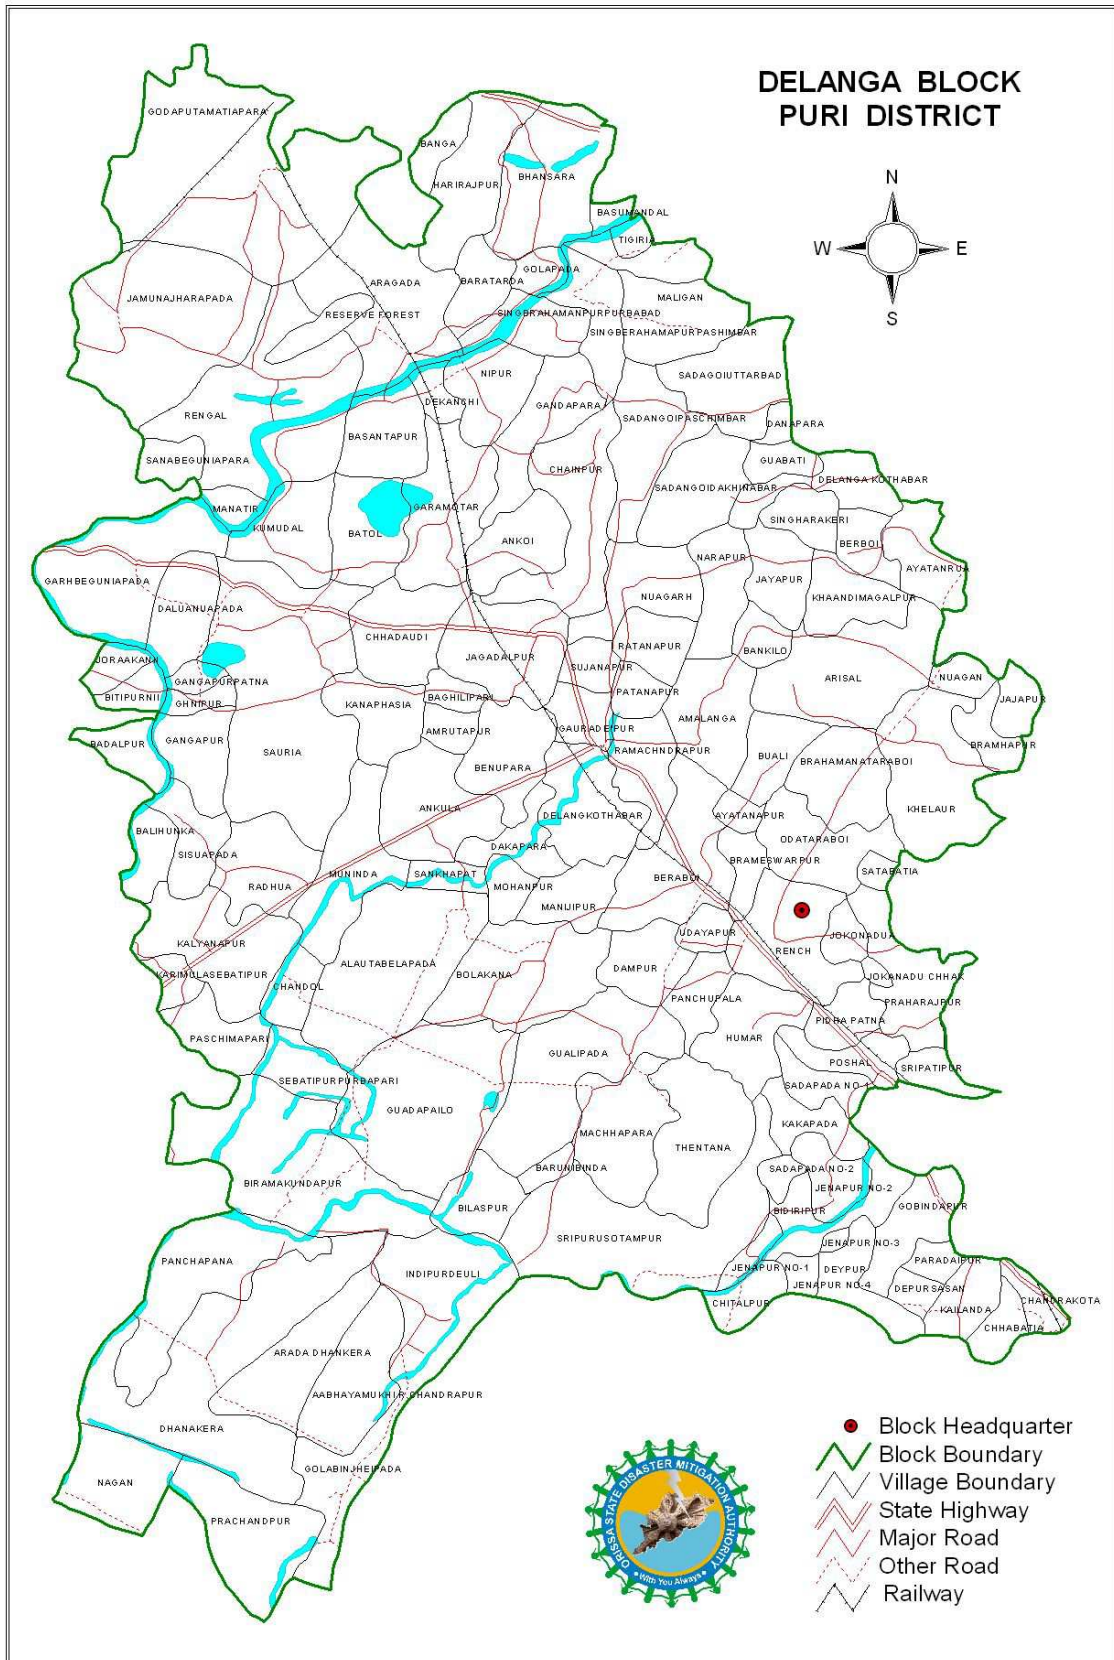 DELANGA BLOCK
PURI DISTRICT
N
W
E
S
GODAPUTAMATIAPARA
BANGA
HARIRAJPUR
BHANSARA
BASUMANDAL
TIGIRIA
GOLAPADA
BARATARDA
ARAGADA
JAMUNAJHARAPADA
RESERVE FOREST
MALIGAN
SINGBRAHAMANPURPURBABAD
SINGBERAHAMAPURPASHIMBAR
NIPUR
SADAGOIUTTARBAD
DEKANCHI
GANDAPARA
RENGAL
SADANGOIPASCHIMBAR
DANAPARA
BASANTAPUR
SANABEGUNIAPARA
GUABATI
CHAINPUR
DELANGA KOTHABAR
SADANGOIDAKHINABAR
MANATIR
GARAMOTAR
KUMUDAL
BATOL
SINGHARAKERI
ANKOI
BERBOI
NARAPUR
AYATANRUA
GARHBEGUNIAPADA
JAYAPUR
DALUANUAPADA
NUAGARH
KHAANDIMAGALPUR
CHHADAUDI
RATANAPUR
BANKILO
JORAAKANI
JAGADALPUR
SUJANAPUR
ARISAL
NUAGAN
GANGAPURPATNA
BITIPURNII
GHNIPUR
BAGHILIPARI
PATANAPUR
JAJAPUR
KANAPHASIA
AMALANGA
AMRUTAPUR
GAURADEIPUR
BADALPUR
GANGAPUR
SAURIA
RAMACHNDRAPUR
BRAMHAPUR
BUALI
BRAHAMANATARABOI
BENUPARA
ANKULA
KHELAUR
DELANGKOTHABAR
AYATANAPUR
BALIHUNKA
ODATARABOI
DAKAPARA
SISUAPADA
BRAMESWARPUR
MUNINDA
SANKHAPAT
SATABATIA
RADHUA
MOHANPUR
BERABOI
MANIJIPUR
UDAYAPUR
JOKONADUA
KALYANAPUR
RENCH
ALAUTABELAPADA
DAMPUR
KARIMULASEBATIPUR
BOLAKANA
JOKANADU CHHAK
CHANDOL
PANCHUPALA
PRAHARAJPUR
PIDHA PATNA
PASCHIMAPARI
HUMAR
GUALIPADA
POSHAL
SRIPATIPUR
SEBATIPURPURBAPARI
SADAPADA NO-1
GUADAPAILO
KAKAPADA
MACHHAPARA
THENTANA
BARUNIBINDA
SADAPADA NO-2
BIRAMAKUNDAPUR
JENAPUR NO-2
BILASPUR
GOBINDAPUR
BIDIRIPUR
SRIPURUSOTAMPUR
JENAPUR NO-3
PANCHAPANA
PARADAIPUR
INDIPURDEULI
JENAPUR NO-1
DEYPUR
JENAPUR NO-4
DEPURSASAN
CHITALPUR
KAILANDA
CHANDRAKOTA
CHHABATIA
ARADA DHANKERA
AABHAYAMUKHIR CHANDRAPUR
DHANAKERA
GOLABINJHEIPADA
NAGAN
PRACHANDPUR
ORISSA STATE DISASTER MITIGATION AUTHORITY
With You Always
Block Headquarter
Block Boundary
Village Boundary
State Highway
Major Road
Other Road
Railway